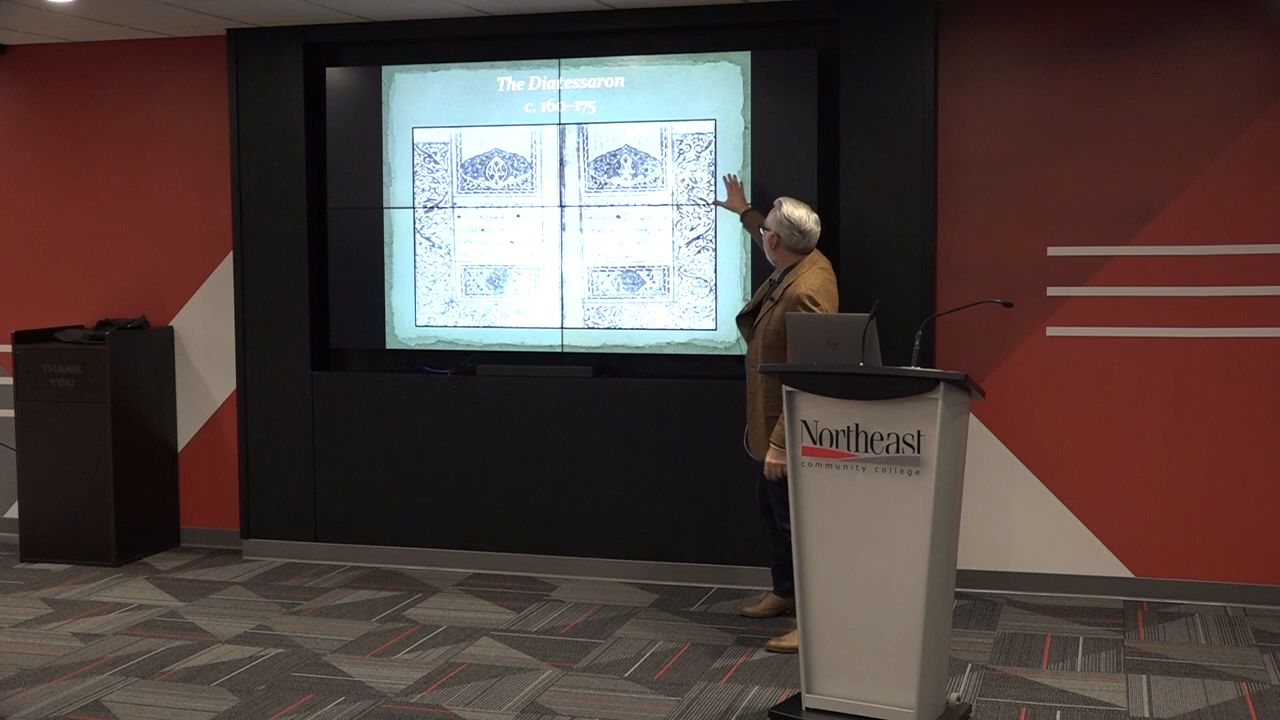 The Diatessaron
c. 160–175
THANK
YOU
Northeast
community college